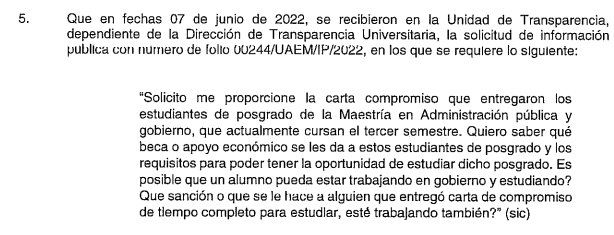 5. Que en fechas 07 de junio de 2022, se recibieron en la Unidad de Transparencia,
dependiente de la Dirección de Transparencia Universitaria, la solicitud de información
publica con numero de folio 00244/UAEM/IP/2022, en los que se requiere lo siguiente:
“Solicito me proporcione la carta compromiso que entregaron los
estudiantes de posgrado de la Maestría en Administración pública y
gobierno, que actualmente cursan el tercer semestre. Quiero saber qué
beca o apoyo económico se les da a estos estudiantes de posgrado y los
requisitos para poder tener la oportunidad de estudiar dicho posgrado. Es
posible que un alumno pueda estar trabajando en gobierno y estudiando?
Que sanción o que se le hace a alguien que entregó carta de compromiso
de tiempo completo para estudiar, esté trabajando también?” (sic)